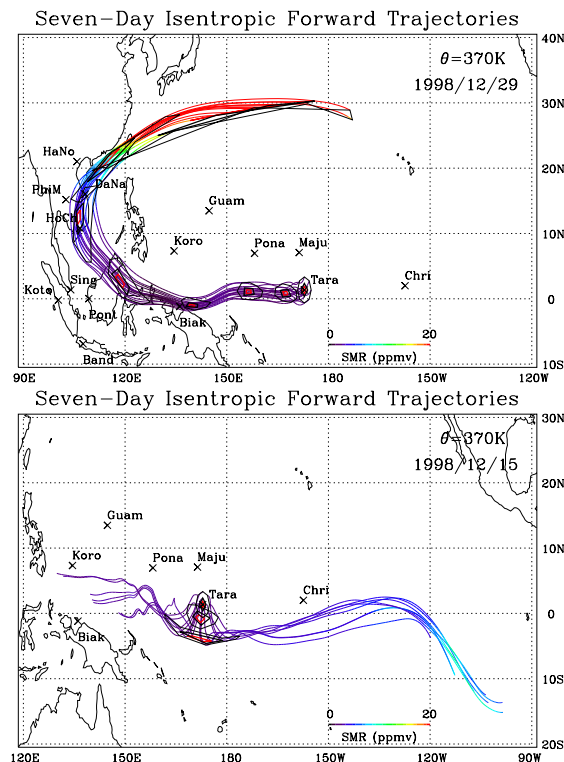 Seven-Day Isentropic Forward Trajectories
θ=370K
1998/12/29
40N
30N
20N
10N
0
10S
HaNo
PhiM
DaNa
HoCh
Guam
Koro
Pona
Maju
Tara
Chri
Koto
Sing
Pont
Biak
Band
0 20
SMR (ppmv)
90E 120E 150E 180 150W 120W
Seven-Day Isentropic Forward Trajectories
θ=370K
1998/12/15
30N
20N
10N
0
10S
20S
Guam
Koro
Pona
Maju
Tara
Chri
Biak
0 20
SMR (ppmv)
120E 150E 180 150W 120W 90W